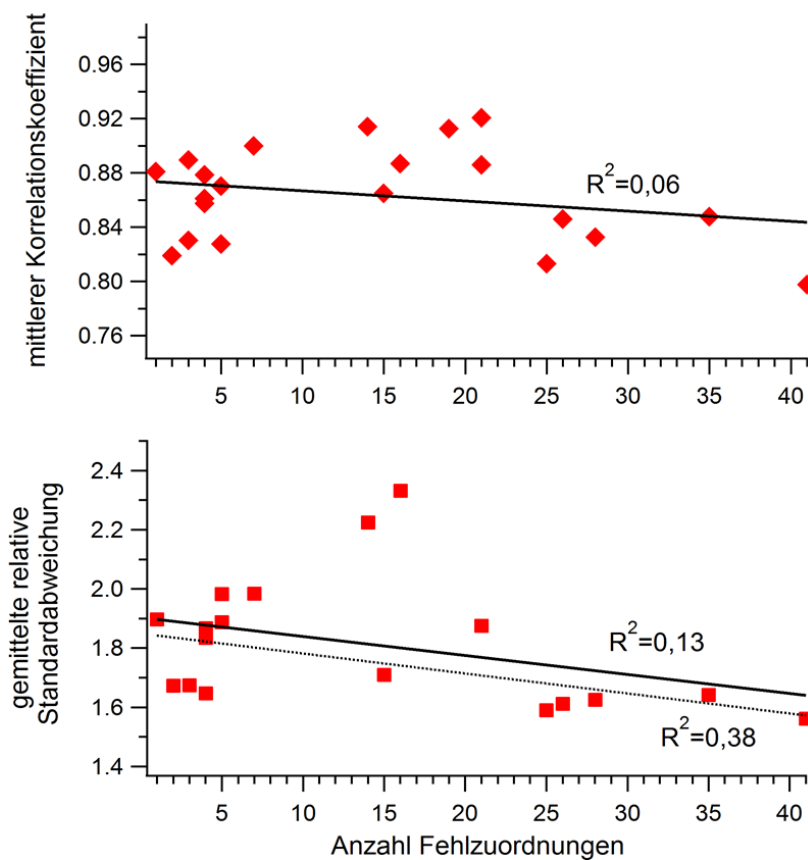 mittlerer Korrelationskoeffizient
0.96
0.92
0.88
0.84
0.80
0.76
R²=0,06
5 10 15 20 25 30 35 40
gemittelte relative
Standardabweichung
2.4
2.2
2.0
1.8
1.6
1.4
R²=0,13
R²=0,38
5 10 15 20 25 30 35 40
Anzahl Fehlzuordnungen